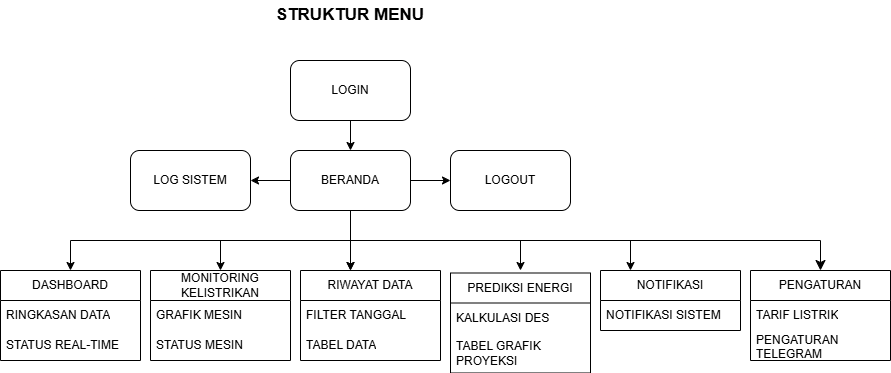 STRUKTUR MENU
LOGIN
LOG SISTEM
BERANDA
LOGOUT
DASHBOARD
RINGKASAN DATA
STATUS REAL-TIME
MONITORING
KELISTRIKAN
GRAFIK MESIN
STATUS MESIN
RIWAYAT DATA
FILTER TANGGAL
TABEL DATA
PREDIKSI ENERGI
KALKULASI DES
TABEL GRAFIK
PROYEKSI
NOTIFIKASI
NOTIFIKASI SISTEM
PENGATURAN
TARIF LISTRIK
PENGATURAN
TELEGRAM